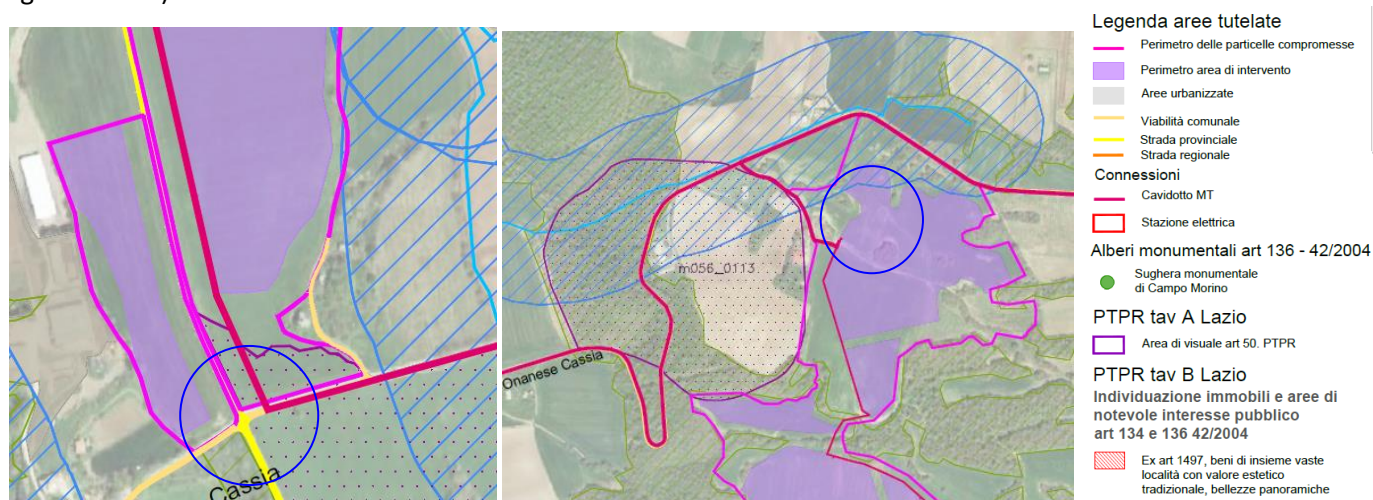 Cassia
m056_0113
Onanese Cassia
Legenda aree tutelate
Perimetro delle particelle compromesse
Perimetro area di intervento
Aree urbanizzate
Viabilità comunale
Strada provinciale
Strada regionale
Connessioni
Cavidotto MT
Stazione elettrica
Alberi monumentali art 136 - 42/2004
Sughera monumentale
di Campo Morino
PTPR tav A Lazio
Area di visuale art 50. PTPR
PTPR tav B Lazio
Individuazione immobili e aree di
notevole interesse pubblico
art 134 e 136 42/2004
Ex art 1497, beni di insieme vaste
località con valore estetico
tradizionale, bellezze panoramiche